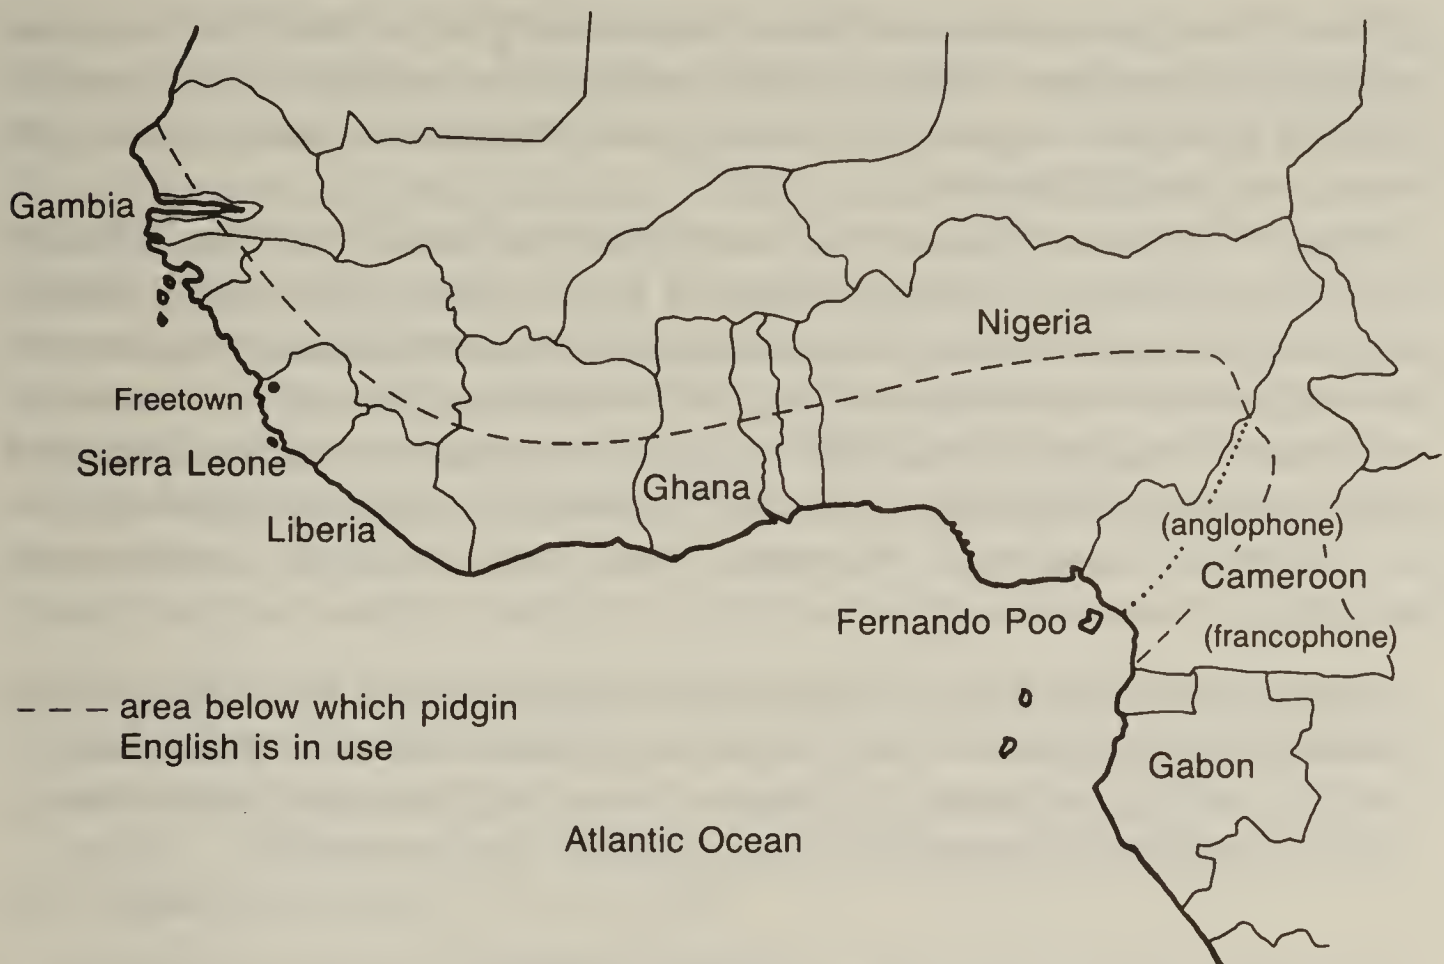 Gambia
Nigeria
Freetown
Sierra Leone
Ghana
Liberia
(anglophone)
Cameroon
Fernando Poo
(francophone)
area below which pidgin
English is in use
Gabon
Atlantic Ocean